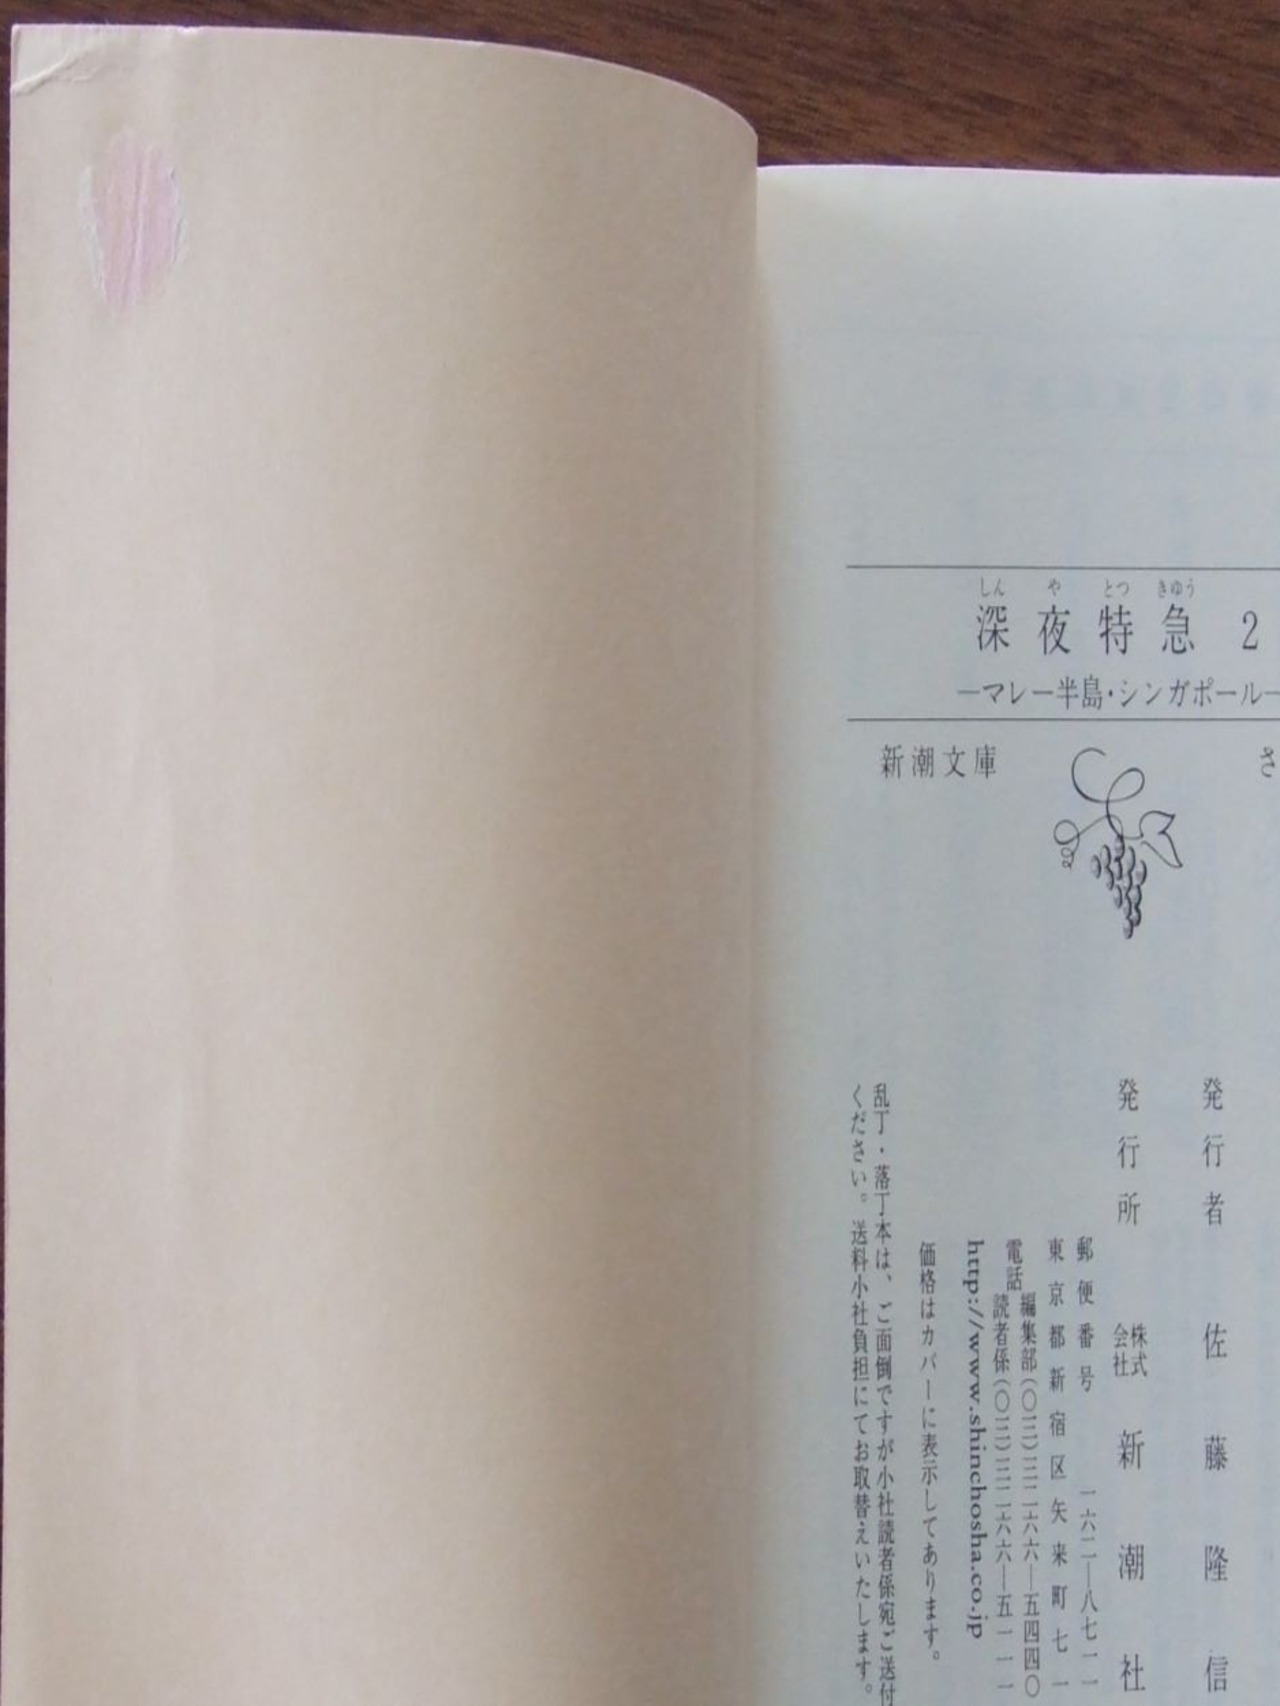 しん や とつ きゆう
深夜特急 2
―マレー半島・シンガポール―
新潮文庫
さ
発行者 佐藤隆信
発行所 株式会社 新潮社
郵便番号 一六二―八七一一
東京都新宿区矢来町七一
電話 編集部(〇三)三二六六―五四四〇
読者係(〇三)三二六六―五一一一
http://www.shinchosha.co.jp
価格はカバーに表示してあります。
乱丁・落丁本は、ご面倒ですが小社読者係宛ご送付
ください。送料小社負担にてお取替えいたします。